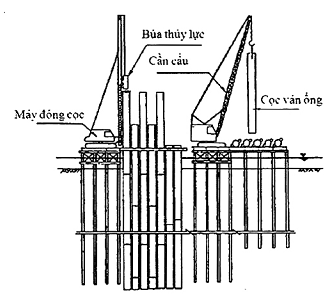 Búa thủy lực
Cần cẩu
Cọc ván ống
Máy đóng cọc